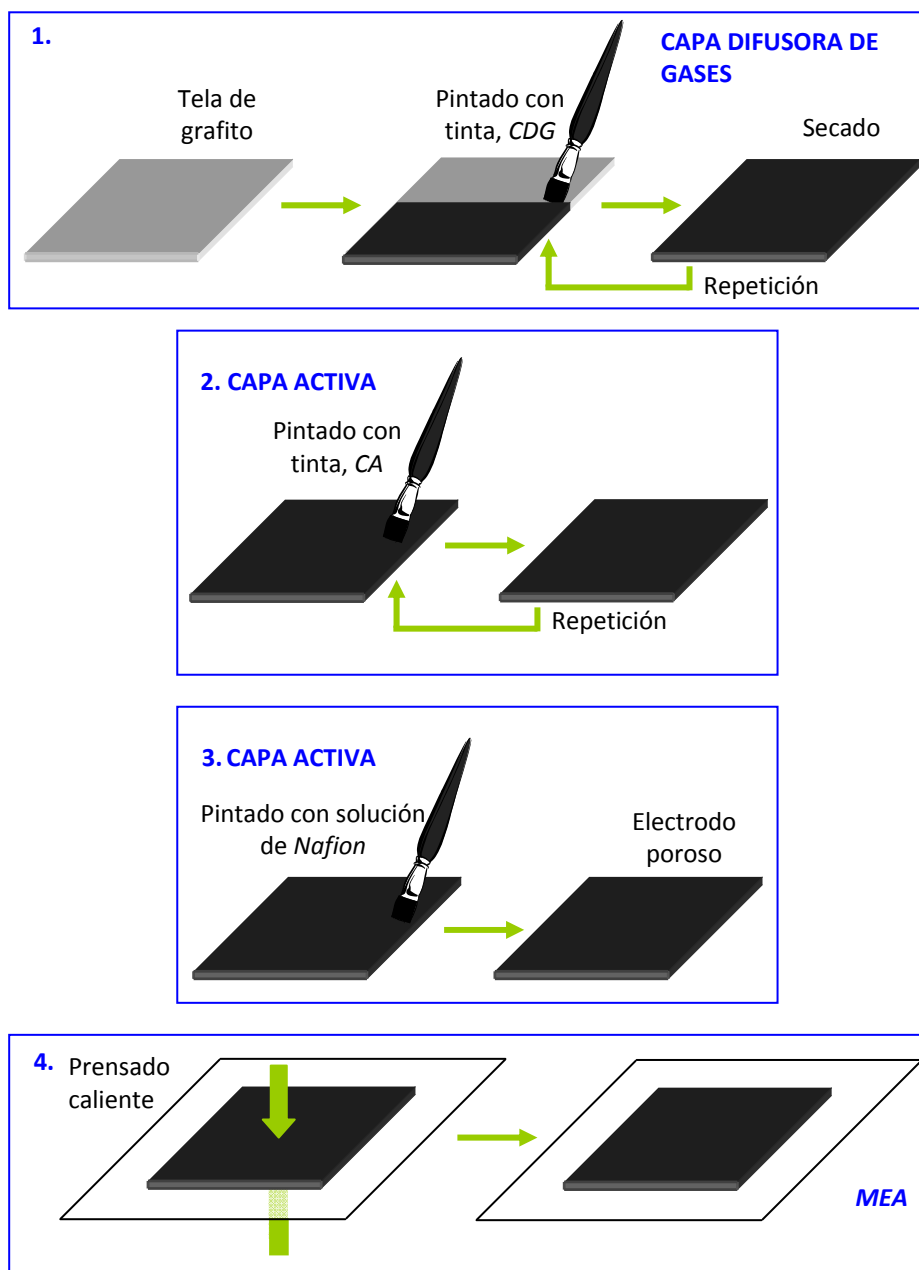 1.
CAPA DIFUSORA DE
GASES
Tela de
grafito
Pintado con
tinta, CDG
Secado
Repetición
2. CAPA ACTIVA
Pintado con
tinta, CA
Repetición
3. CAPA ACTIVA
Pintado con solución
de Nafion
Electrodo
poroso
4. Prensado
caliente
MEA